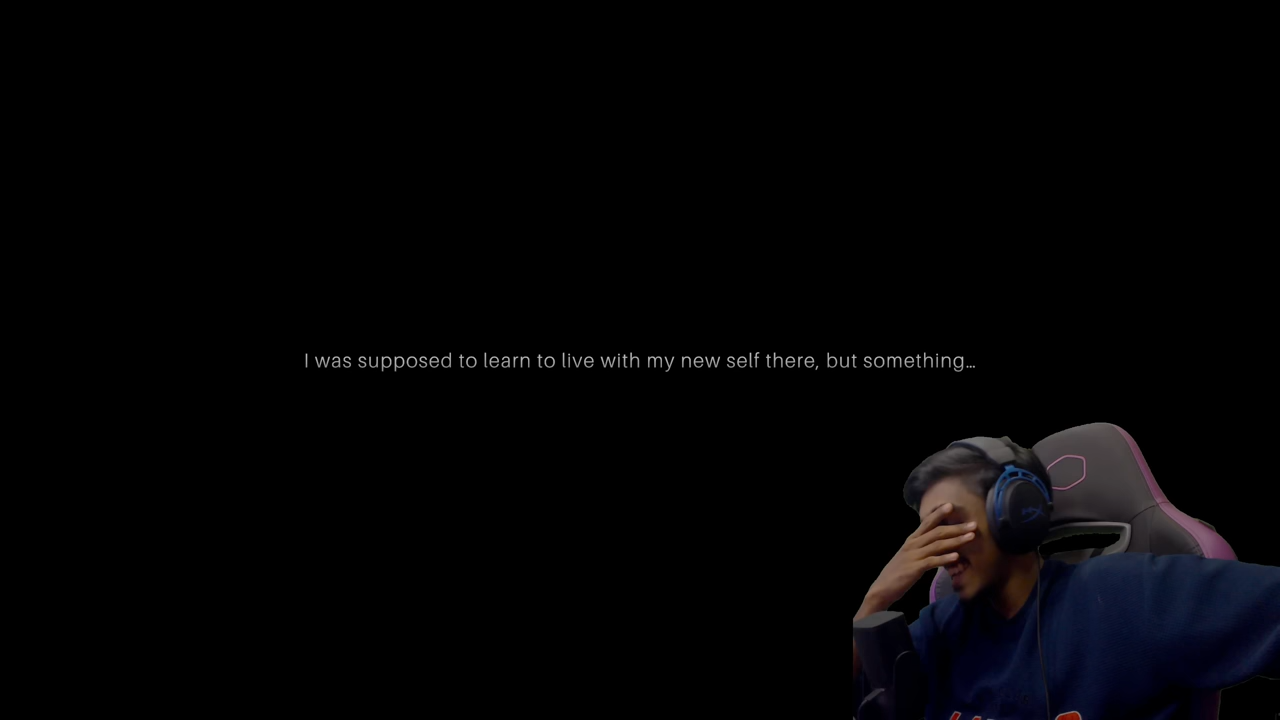 I was supposed to learn to live with my new self there, but something…